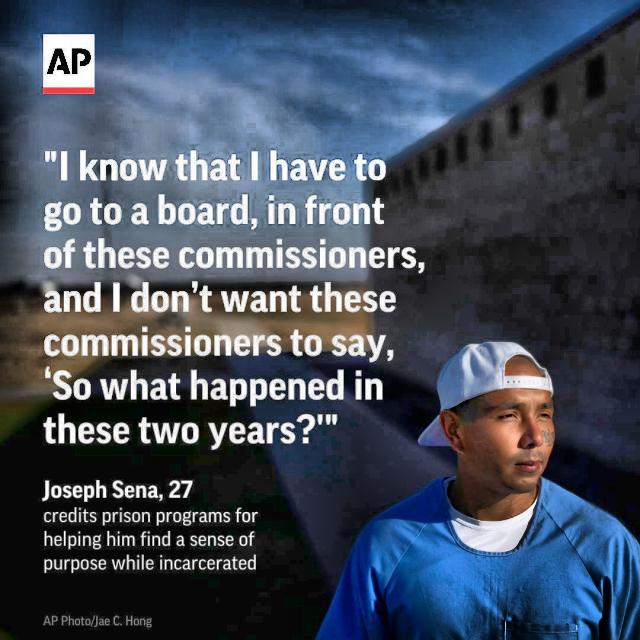 AP
"I know that I have to
go to a board, in front
of these commissioners,
and I don't want these
commissioners to say,
‘So what happened in
these two years?'"
Joseph Sena, 27
credits prison programs for
helping him find a sense of
purpose while incarcerated
AP Photo/Jae C. Hong